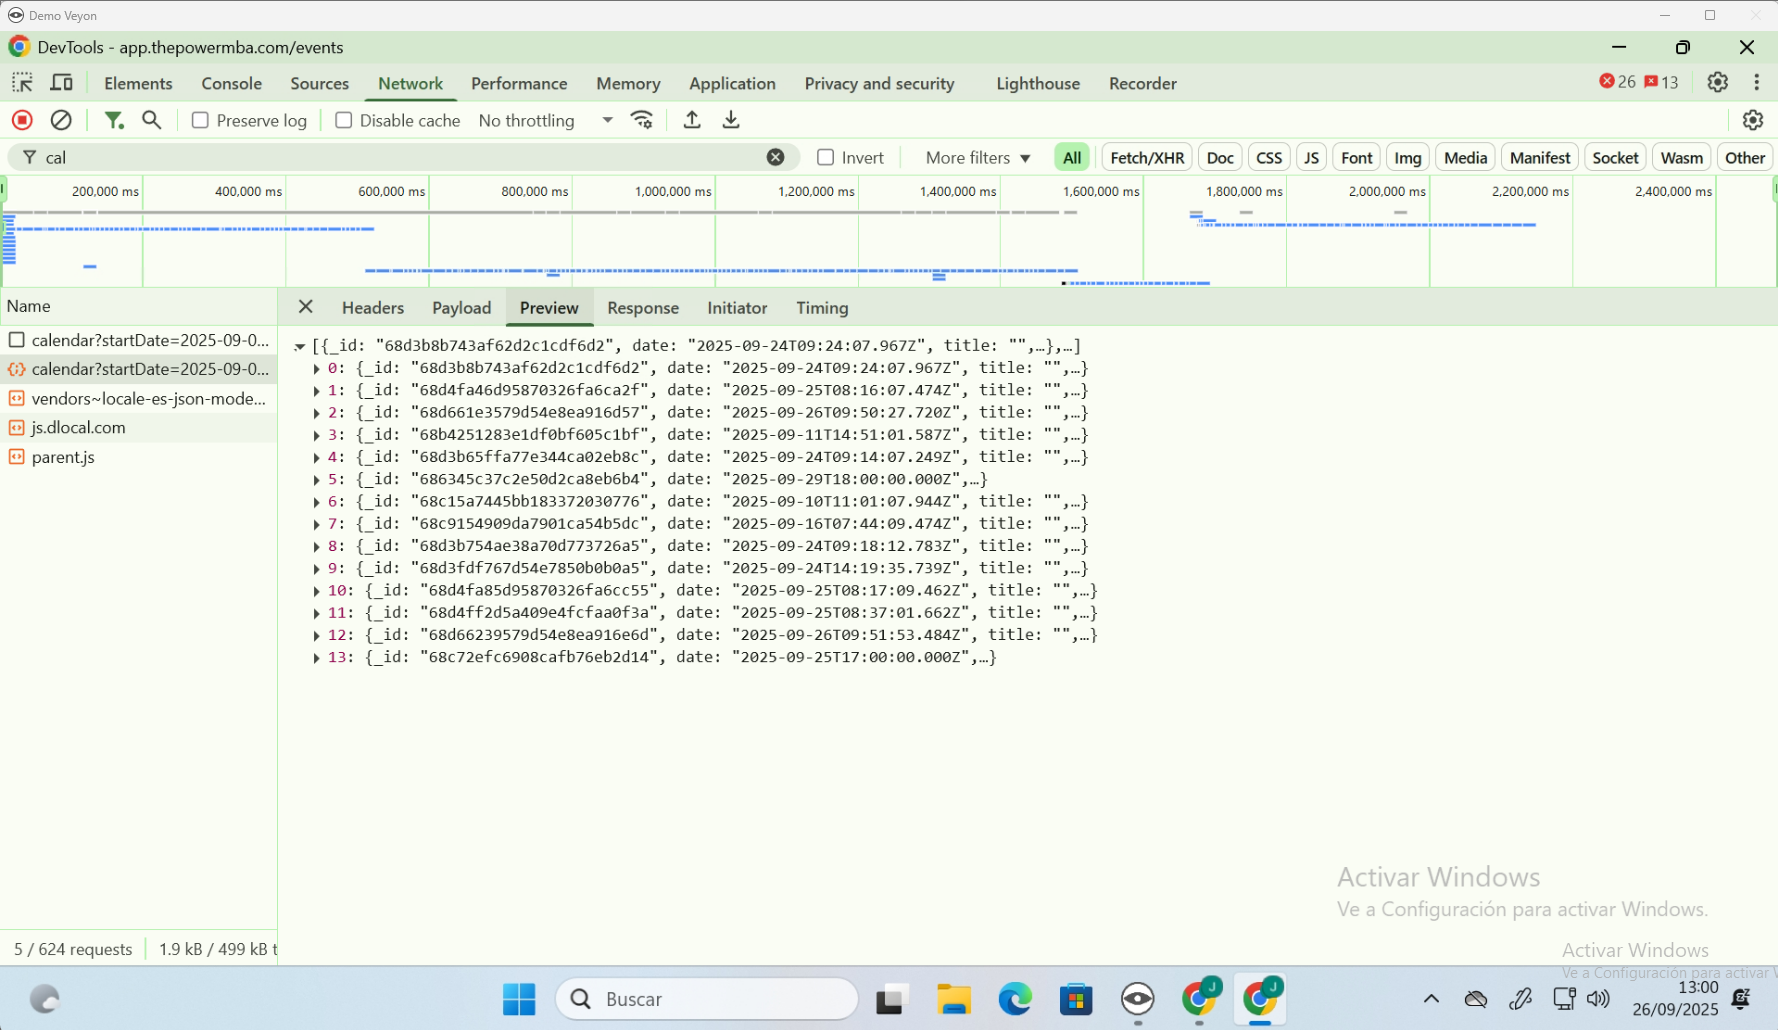 Demo Veyon
DevTools - app.thepowermba.com/events
Elements Console Sources Network Performance Memory Application Privacy and security Lighthouse Recorder 26 13
Preserve log Disable cache No throttling
cal Invert More filters All Fetch/XHR Doc CSS JS Font Img Media Manifest Socket Wasm Other
200,000 ms 400,000 ms 600,000 ms 800,000 ms 1,000,000 ms 1,200,000 ms 1,400,000 ms 1,600,000 ms 1,800,000 ms 2,000,000 ms 2,200,000 ms 2,400,000 ms
Name
calendar?startDate=2025-09-0...
calendar?startDate=2025-09-0...
vendors~locale-es-json-mode...
js.dlocal.com
parent.js
5 / 624 requests 1.9 kB / 499 kB t
Headers Payload Preview Response Initiator Timing
[{_id: "68d3b8b743af62d2c1cdf6d2", date: "2025-09-24T09:24:07.967Z", title: "",…},…]
0: {_id: "68d3b8b743af62d2c1cdf6d2", date: "2025-09-24T09:24:07.967Z", title: "",…}
1: {_id: "68d4fa46d95870326fa6ca2f", date: "2025-09-25T08:16:07.474Z", title: "",…}
2: {_id: "68d661e3579d54e8ea916d57", date: "2025-09-26T09:50:27.720Z", title: "",…}
3: {_id: "68b4251283e1df0bf605c1bf", date: "2025-09-11T14:51:01.587Z", title: "",…}
4: {_id: "68d3b65ffa77e344ca02eb8c", date: "2025-09-24T09:14:07.249Z", title: "",…}
5: {_id: "686345c37c2e50d2ca8eb6b4", date: "2025-09-29T18:00:00.000Z",…}
6: {_id: "68c15a7445bb183372030776", date: "2025-09-10T11:01:07.944Z", title: "",…}
7: {_id: "68c9154909da7901ca54b5dc", date: "2025-09-16T07:44:09.474Z", title: "",…}
8: {_id: "68d3b754ae38a70d773726a5", date: "2025-09-24T09:18:12.783Z", title: "",…}
9: {_id: "68d3fdf767d54e7850b0b0a5", date: "2025-09-24T14:19:35.739Z", title: "",…}
10: {_id: "68d4fa85d95870326fa6cc55", date: "2025-09-25T08:17:09.462Z", title: "",…}
11: {_id: "68d4ff2d5a409e4fcfaa0f3a", date: "2025-09-25T08:37:01.662Z", title: "",…}
12: {_id: "68d66239579d54e8ea916e6d", date: "2025-09-26T09:51:53.484Z", title: "",…}
13: {_id: "68c72efc6908cafb76eb2d14", date: "2025-09-25T17:00:00.000Z",…}
Activar Windows
Ve a Configuración para activar Windows.
Activar Windows
Ve a Configuración para activar W
Buscar
J
J
13:00
26/09/2025